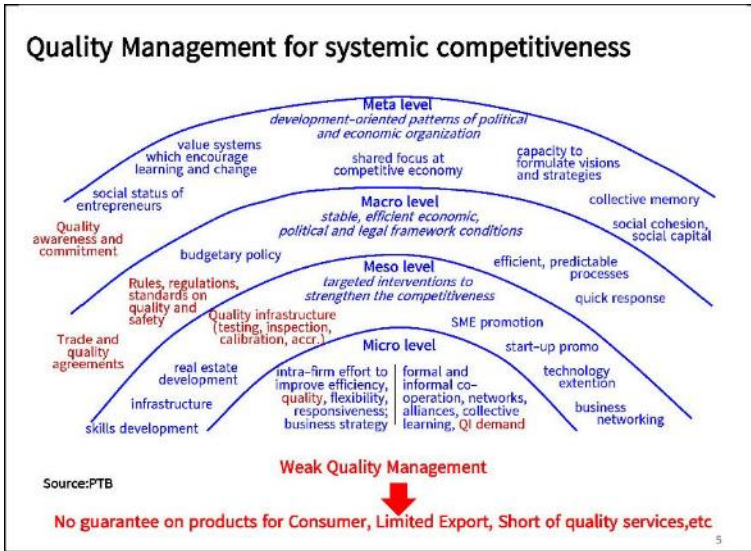 Quality Management for systemic competitiveness
Meta level
development-oriented patterns of political
and economic organization
value systems
which encourage
learning and change
shared focus at
competitive economy
capacity to
formulate visions
and strategies
social status of
entrepreneurs
collective memory
Quality
awareness and
commitment
social cohesion,
social capital
Macro level
stable, efficient economic,
political and legal framework conditions
budgetary policy
efficient, predictable
processes
Rules, regulations,
standards on
quality and
safety
quick response
Trade and
quality
agreements
Meso level
targeted interventions to
strengthen the competitiveness
Quality infrastructure
(testing, inspection,
calibration, accr.)
SME promotion
start-up promo
real estate
development
technology
extention
infrastructure
business
networking
skills development
Micro level
intra-firm effort to
improve efficiency,
quality, flexibility,
responsiveness;
business strategy
formal and
informal co-
operation, networks,
alliances, collective
learning, QI demand
Weak Quality Management
Source:PTB
No guarantee on products for Consumer, Limited Export, Short of quality services,etc
5